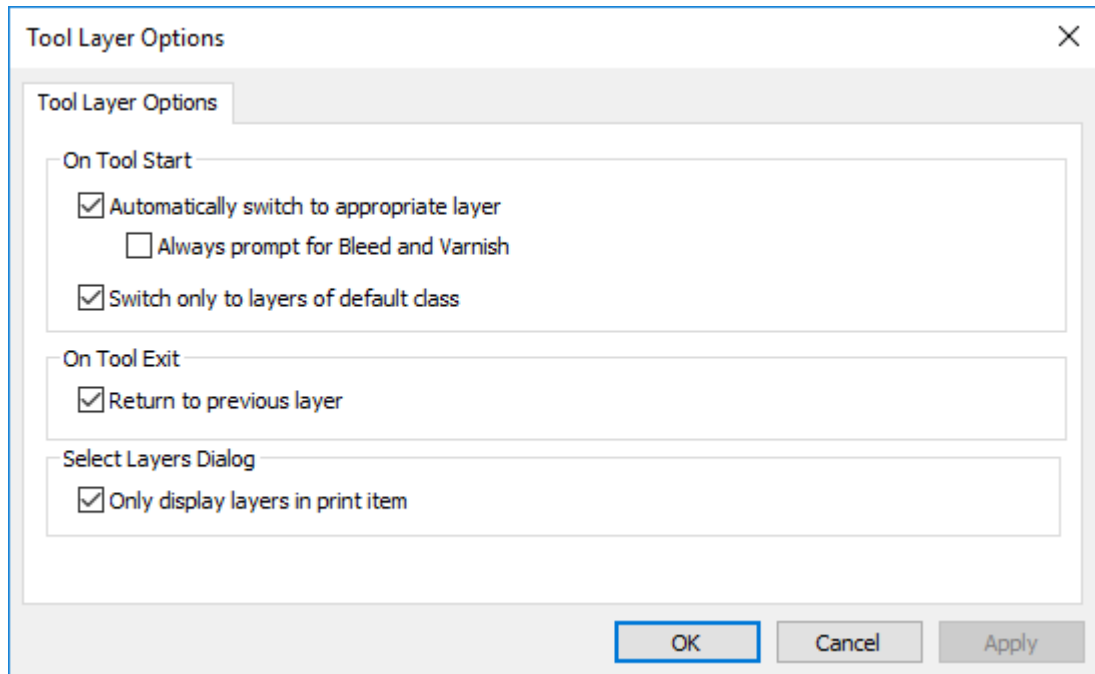 Tool Layer Options
Tool Layer Options
On Tool Start
Automatically switch to appropriate layer
Always prompt for Bleed and Varnish
Switch only to layers of default class
On Tool Exit
Return to previous layer
Select Layers Dialog
Only display layers in print item
OK Cancel Apply